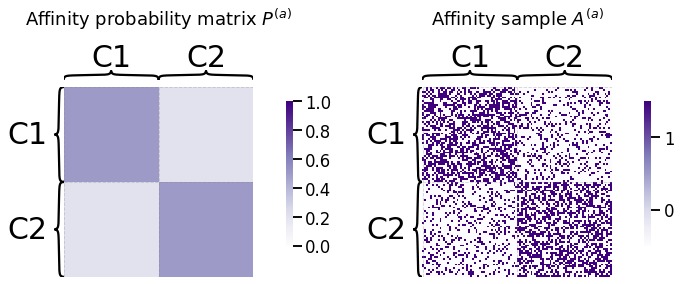 Affinity probability matrix P^(a)
C1 C2
C1
C2
1.0
0.8
0.6
0.4
0.2
0.0
Affinity sample A^(a)
C1 C2
C1
C2
1
0